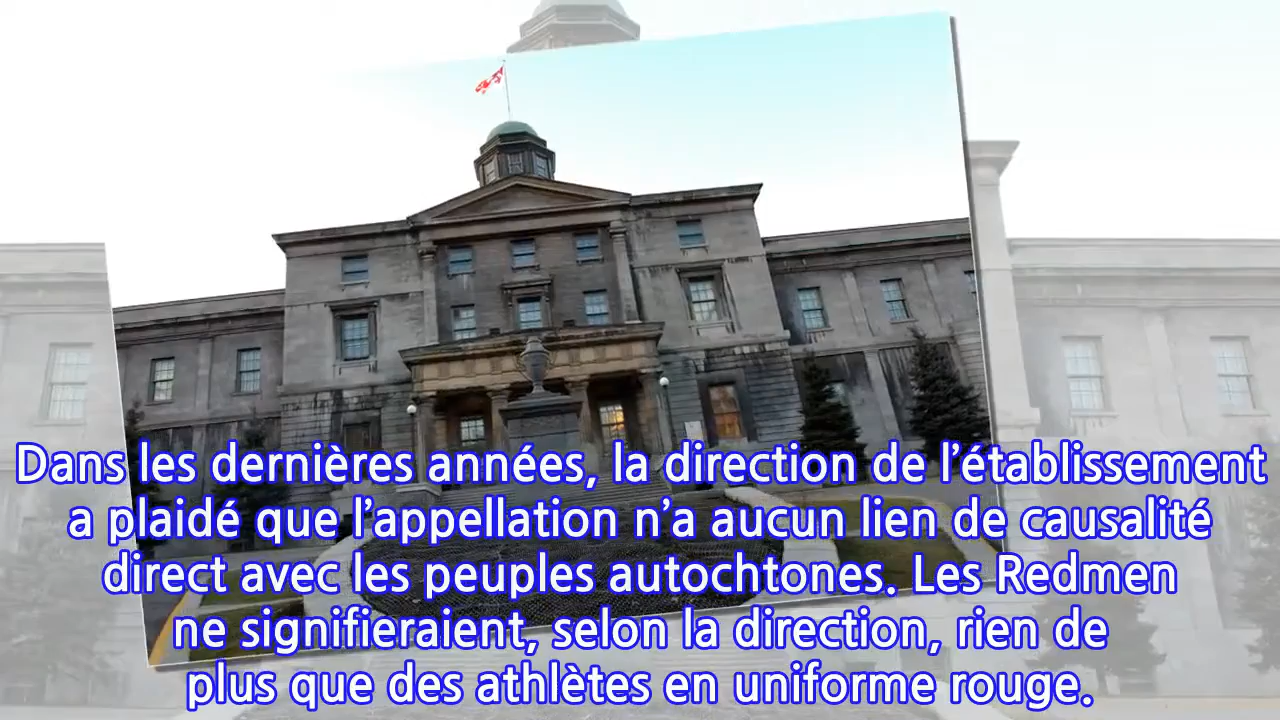 Dans les dernières années, la direction de l’établissement
a plaidé que l’appellation n’a aucun lien de causalité
direct avec les peuples autochtones. Les Redmen
ne signifieraient, selon la direction, rien de
plus que des athlètes en uniforme rouge.